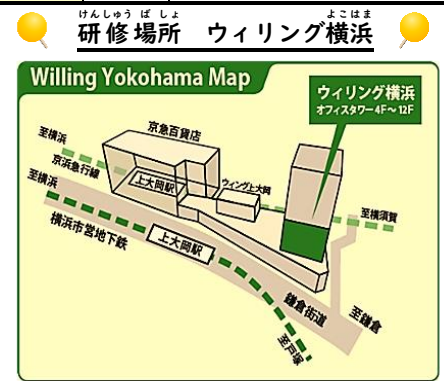 けんしゅう ば しょ よこはま
研修場所 ウィリング横浜
Willing Yokohama Map
ウィリング横浜
オフィスタワー4F～12F
京急百貨店
至横浜
京浜急行線
上大岡駅
ウィング上大岡
至横須賀
至横浜
横浜市営地下鉄
上大岡駅
鎌倉街道
至鎌倉
至戸塚